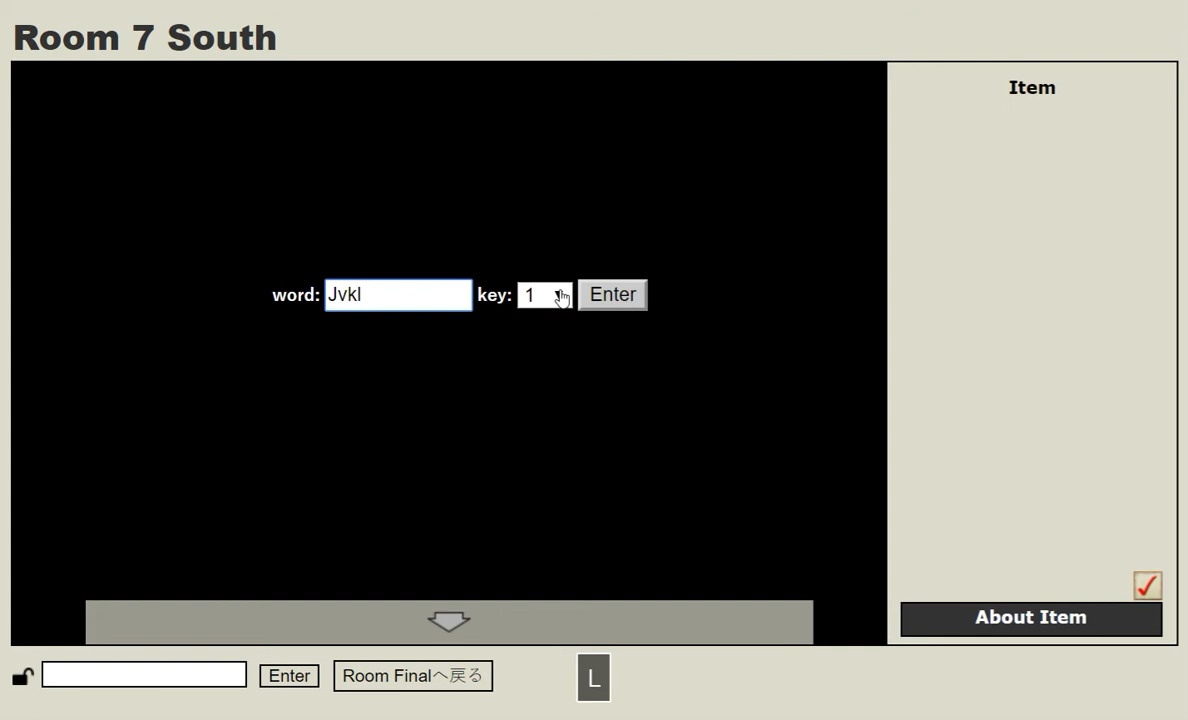 Room 7 South
Item
word: Jvkl key: 1 Enter
About Item
Enter Room Finalへ戻る L